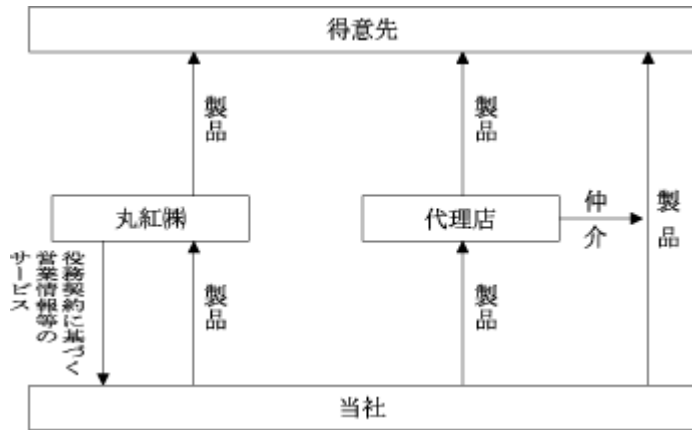 得意先
製品
製品
製品
丸紅㈱
代理店
仲介
役務契約に基づく
営業情報等の
サービス
製品
製品
当社